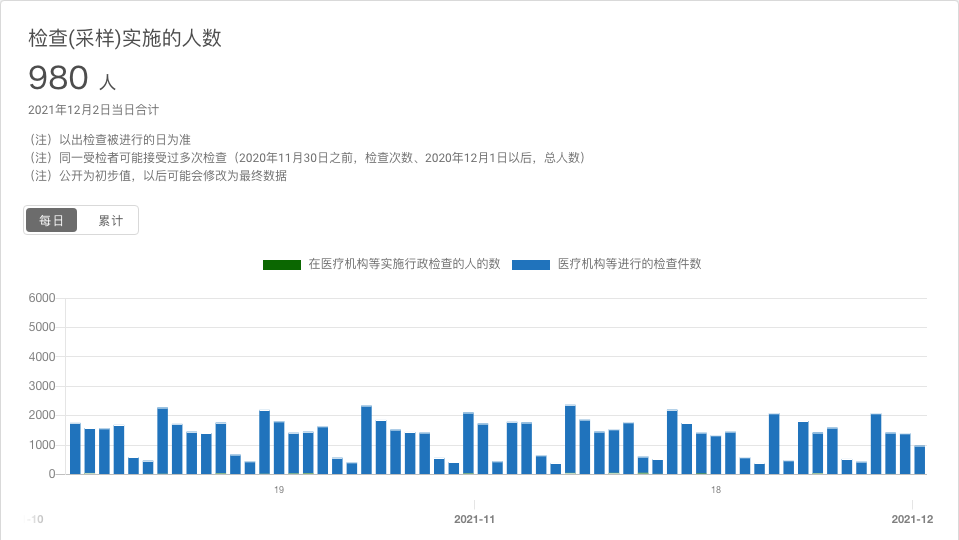 检查(采样)实施的人数
980 人
2021年12月2日当日合计
（注）以出检查被进行的日为准
（注）同一受检者可能接受过多次检查（2020年11月30日之前，检查次数、2020年12月1日以后，总人数）
（注）公开为初步值，以后可能会修改为最终数据
每日 累计
在医疗机构等实施行政检查的人的数 医疗机构等进行的检查件数
6000
5000
4000
3000
2000
1000
0
19 18
-10 2021-11 2021-12